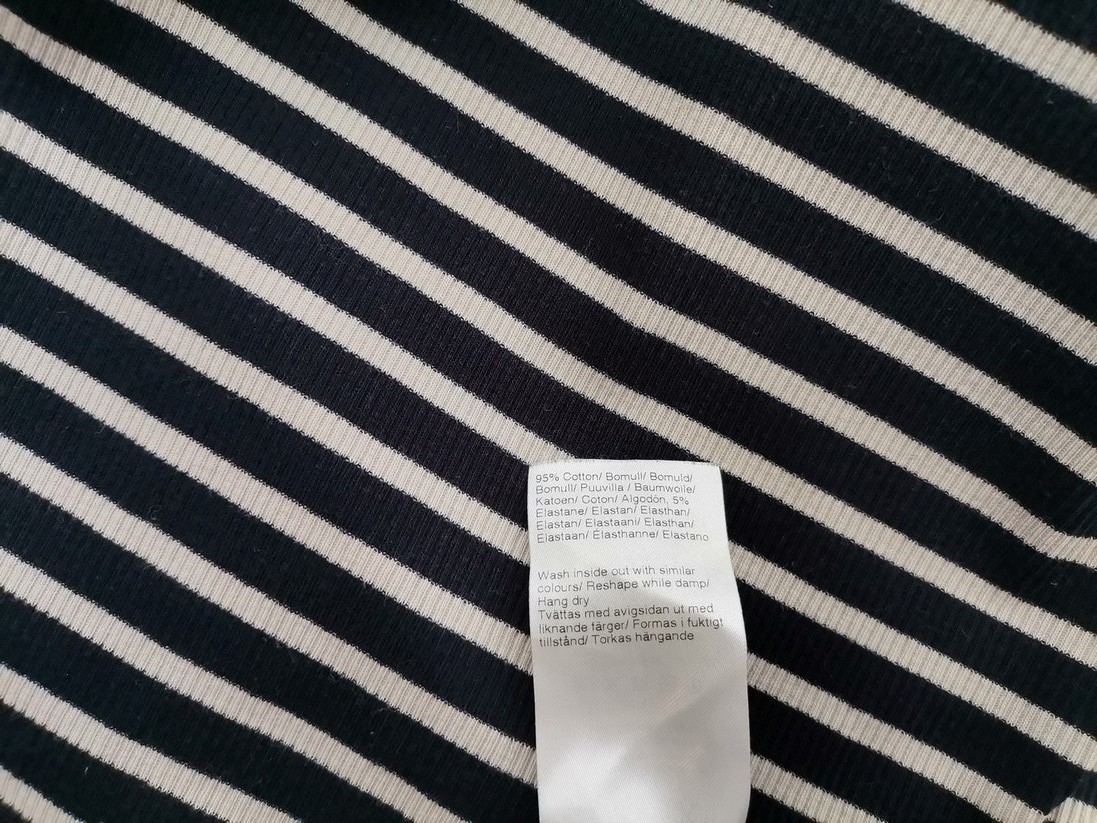 95% Cotton/ Bomull/ Bomuld/
Bomull/ Puuvilla / Baumwolle/
Katoen/ Coton/ Algodón, 5%
Elastane/ Elastan/ Elasthan/
Elastan/ Elastaani/ Elasthan/
Elastaan/ Élasthanne/ Elastano
Wash inside out with similar
colours/ Reshape while damp/
Hang dry
Tvättas med avigsidan ut med
liknande färger/ Formas i fuktigt
tillstånd/ Torkas hängande